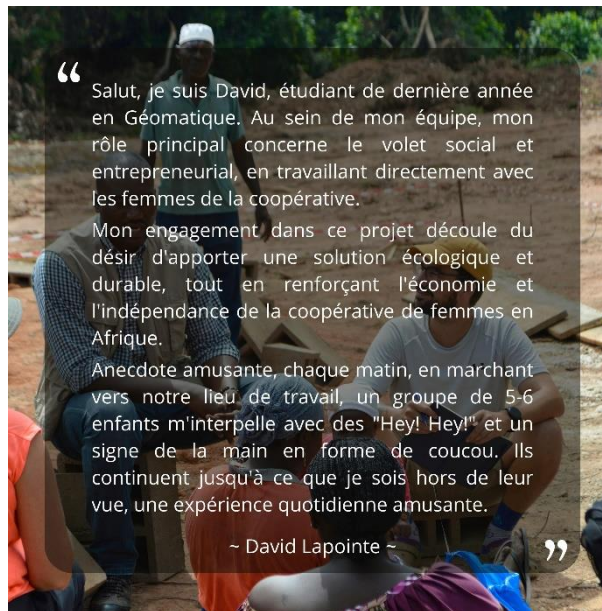 “
Salut, je suis David, étudiant de dernière année
en Géomatique. Au sein de mon équipe, mon
rôle principal concerne le volet social et
entrepreneurial, en travaillant directement avec
les femmes de la coopérative.
Mon engagement dans ce projet découle du
désir d'apporter une solution écologique et
durable, tout en renforçant l'économie et
l'indépendance de la coopérative de femmes en
Afrique.
Anecdote amusante, chaque matin, en marchant
vers notre lieu de travail, un groupe de 5-6
enfants m'interpelle avec des "Hey! Hey!" et un
signe de la main en forme de coucou. Ils
continuent jusqu'à ce que je sois hors de leur
vue, une expérience quotidienne amusante.
~ David Lapointe ~
”